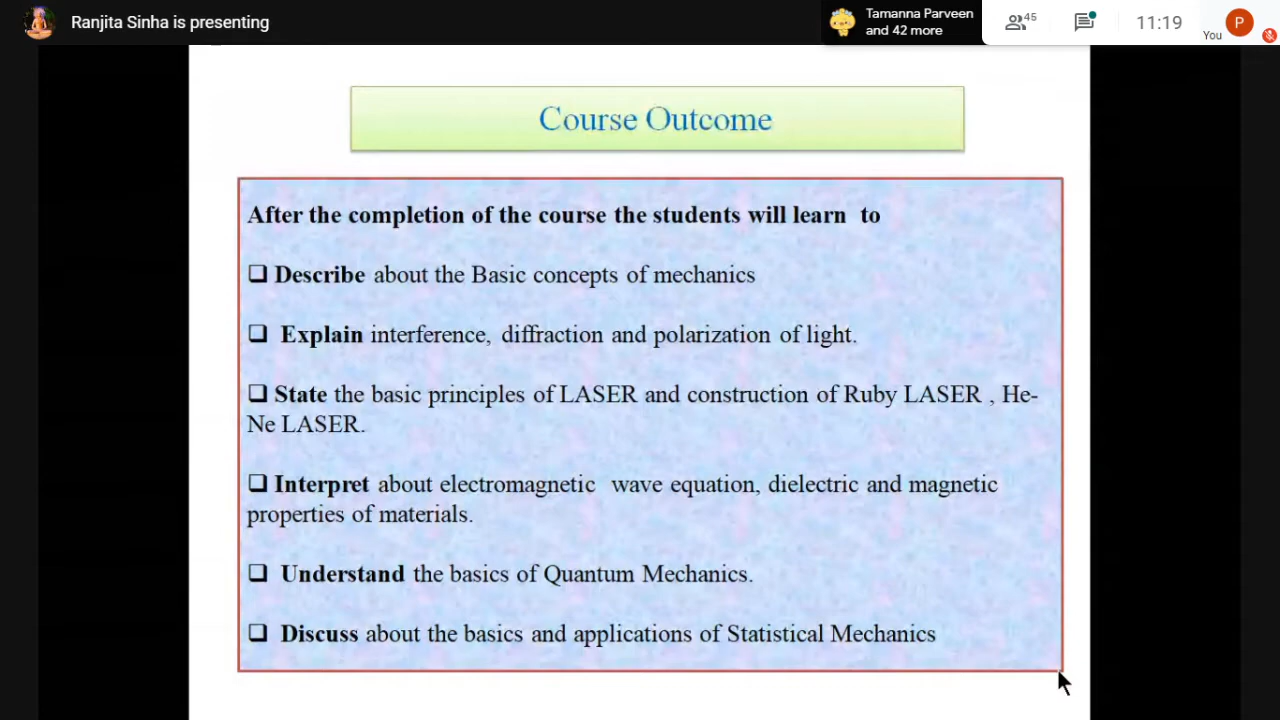 Ranjita Sinha is presenting
Tamanna Parveen
and 42 more
45
11:19
You
P
Course Outcome
After the completion of the course the students will learn to
❑ Describe about the Basic concepts of mechanics
❑ Explain interference, diffraction and polarization of light.
❑ State the basic principles of LASER and construction of Ruby LASER , He-
Ne LASER.
❑ Interpret about electromagnetic wave equation, dielectric and magnetic
properties of materials.
❑ Understand the basics of Quantum Mechanics.
❑ Discuss about the basics and applications of Statistical Mechanics